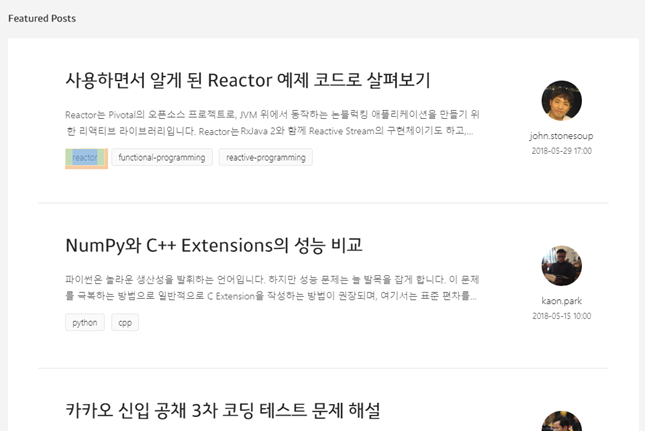 Featured Posts
사용하면서 알게 된 Reactor 예제 코드로 살펴보기
Reactor는 Pivotal의 오픈소스 프로젝트로, JVM 위에서 동작하는 논블럭킹 애플리케이션을 만들기 위
한 리액티브 라이브러리입니다. Reactor는 RxJava 2와 함께 Reactive Stream의 구현체이기도 하고,...
reactor functional-programming reactive-programming
john.stonesoup
2018-05-29 17:00
NumPy와 C++ Extensions의 성능 비교
파이썬은 놀라운 생산성을 발휘하는 언어입니다. 하지만 성능 문제는 늘 발목을 잡게 합니다. 이 문제
를 극복하는 방법으로 일반적으로 C Extension을 작성하는 방법이 권장되며, 여기서는 표준 편차를...
python cpp
kaon.park
2018-05-15 10:00
카카오 신입 공채 3차 코딩 테스트 문제 해설